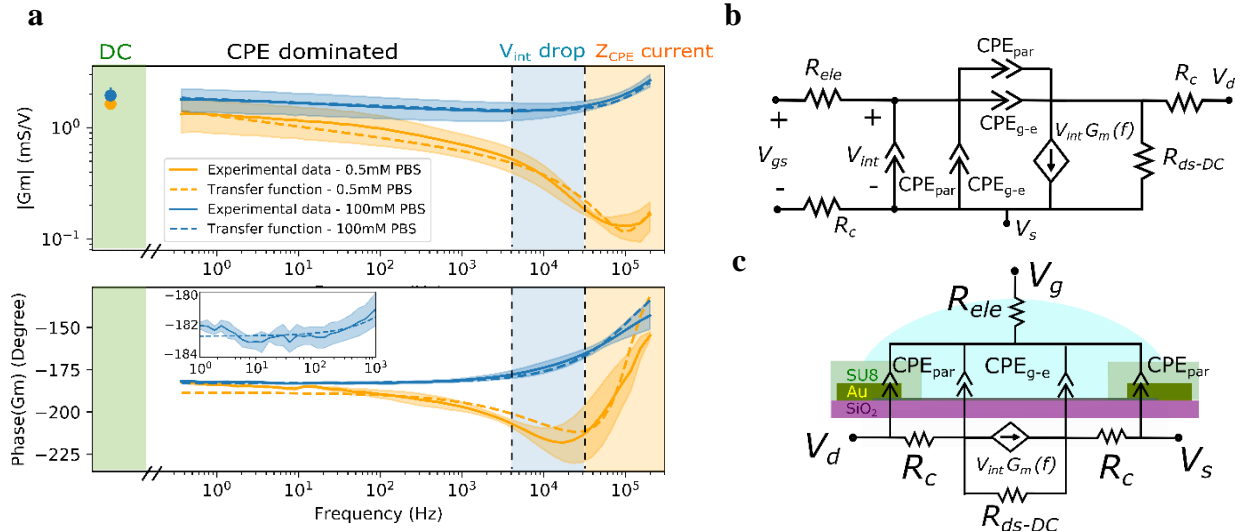 a
DC
CPE dominated
V_int drop
Z_CPE current
|Gm| (mS/V)
10^0
10^-1
Experimental data - 0.5mM PBS
Transfer function - 0.5mM PBS
Experimental data - 100mM PBS
Transfer function - 100mM PBS
10^0 10^1 10^2 10^3 10^4 10^5
Phase(Gm) (Degree)
−150
−175
−200
−225
−180
−182
−184
10^0 10^1 10^2 10^3
10^0 10^1 10^2 10^3 10^4 10^5
Frequency (Hz)
b
CPE_par
R_ele
R_c
V_d
+
+
CPE_g-e
V_int G_m(f)
V_gs
V_int
R_ds-DC
-
-
CPE_par
CPE_g-e
R_c
V_s
c
V_g
R_ele
SU8
CPE_par
CPE_g-e
CPE_par
Au
SiO_2
V_d
R_c
V_int G_m(f)
R_c
V_s
R_ds-DC